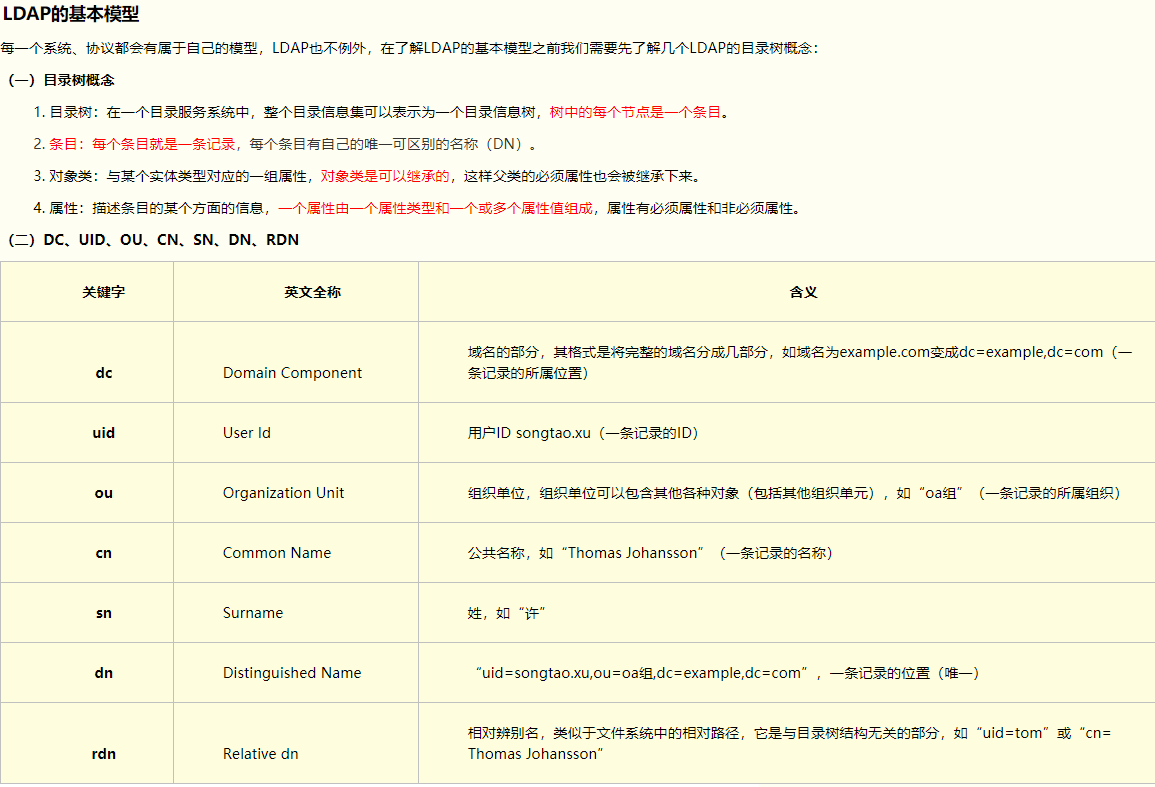 LDAP的基本模型
每一个系统、协议都会有属于自己的模型，LDAP也不例外，在了解LDAP的基本模型之前我们需要先了解几个LDAP的目录树概念：
（一）目录树概念
1. 目录树：在一个目录服务系统中，整个目录信息集可以表示为一个目录信息树，树中的每个节点是一个条目。
2. 条目：每个条目就是一条记录，每个条目有自己的唯一可区别的名称（DN）。
3. 对象类：与某个实体类型对应的一组属性，对象类是可以继承的，这样父类的必须属性也会被继承下来。
4. 属性：描述条目的某个方面的信息，一个属性由一个属性类型和一个或多个属性值组成，属性有必须属性和非必须属性。
（二）DC、UID、OU、CN、SN、DN、RDN
关键字 英文全称 含义
dc Domain Component 域名的部分，其格式是将完整的域名分成几部分，如域名为example.com变成dc=example,dc=com（一
条记录的所属位置）
uid User Id 用户ID songtao.xu（一条记录的ID）
ou Organization Unit 组织单位，组织单位可以包含其他各种对象（包括其他组织单元），如“oa组”（一条记录的所属组织）
cn Common Name 公共名称，如“Thomas Johansson”（一条记录的名称）
sn Surname 姓，如“许”
dn Distinguished Name “uid=songtao.xu,ou=oa组,dc=example,dc=com”，一条记录的位置（唯一）
rdn Relative dn 相对辨别名，类似于文件系统中的相对路径，它是与目录树结构无关的部分，如“uid=tom”或“cn=
Thomas Johansson”